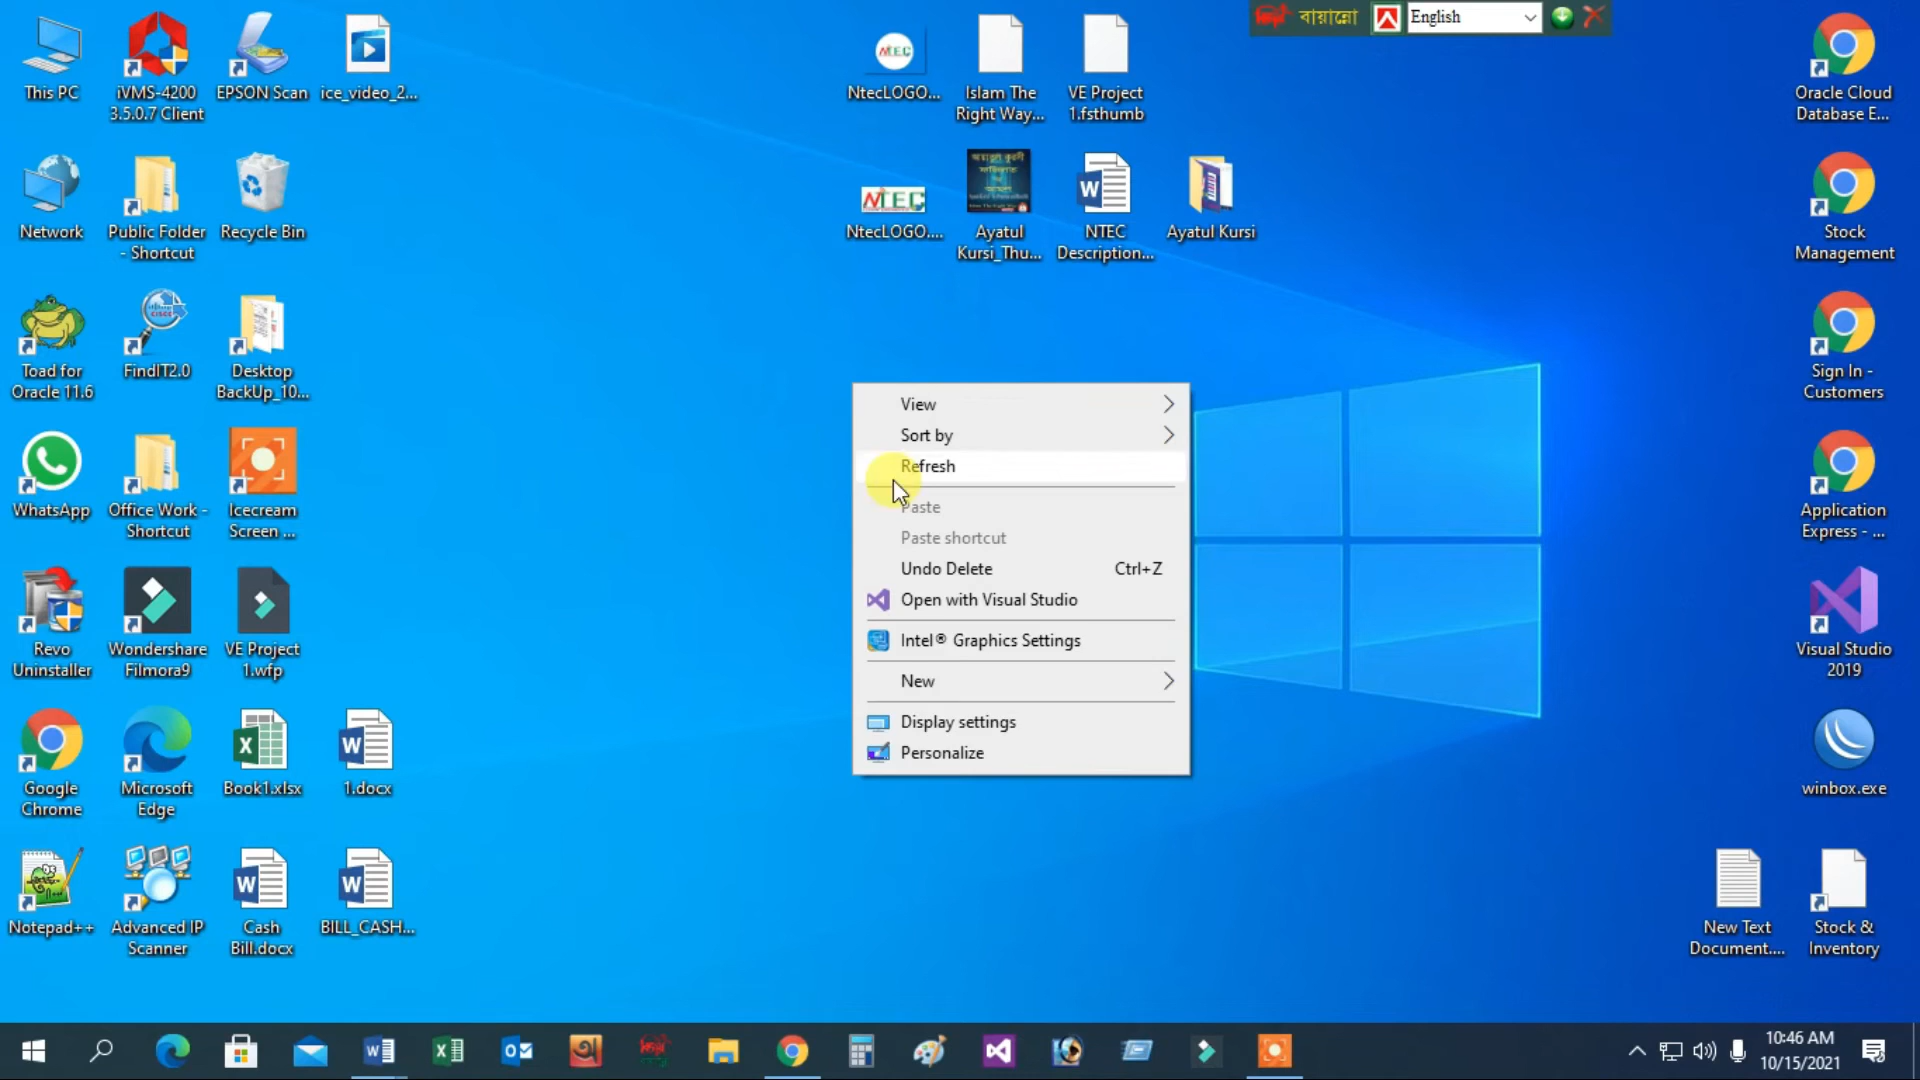 বায়ান্নো
English
This PC
iVMS-4200
3.5.0.7 Client
EPSON Scan
ice_video_2...
NtecLOGO...
Islam The
Right Way...
VE Project
1.fsthumb
Oracle Cloud
Database E...
Network
Public Folder
- Shortcut
Recycle Bin
NTEC
NtecLOGO....
Ayatul
Kursi_Thu...
NTEC
Description...
Ayatul Kursi
Stock
Management
Toad for
Oracle 11.6
FindIT2.0
Desktop
BackUp_10...
Sign In -
Customers
WhatsApp
Office Work -
Shortcut
Icecream
Screen ...
Application
Express - ...
View
Sort by
Refresh
Paste
Paste shortcut
Undo Delete Ctrl+Z
Open with Visual Studio
Intel® Graphics Settings
New
Display settings
Personalize
Revo
Uninstaller
Wondershare
Filmora9
VE Project
1.wfp
Visual Studio
2019
Google
Chrome
Microsoft
Edge
Book1.xlsx
1.docx
winbox.exe
Notepad++
Advanced IP
Scanner
Cash
Bill.docx
BILL_CASH...
New Text
Document....
Stock &
Inventory
10:46 AM
10/15/2021